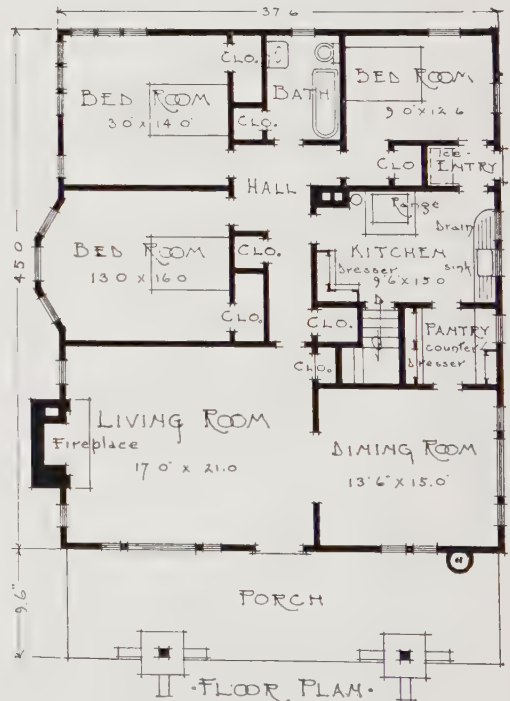 37 6
CLO.
BED ROOM
3 0 X 14 0
BATH
BED ROOM
9 0 X 12 6
CLO.
CLO
Ice-
ENTRY
HALL
Range
Drain
BED ROOM
13 0 X 16 0
CLO.
KITCHEN
9'6 X 15 0
Dresser
Sink
45 0
CLO.
CLO.
D
PANTRY
counter
Dresser
CLO.
LIVING ROOM
Fireplace
17 0" X 21.0
DINING ROOM
13'6" X 15.0'
9.6"
PORCH
·FLOOR PLAN·